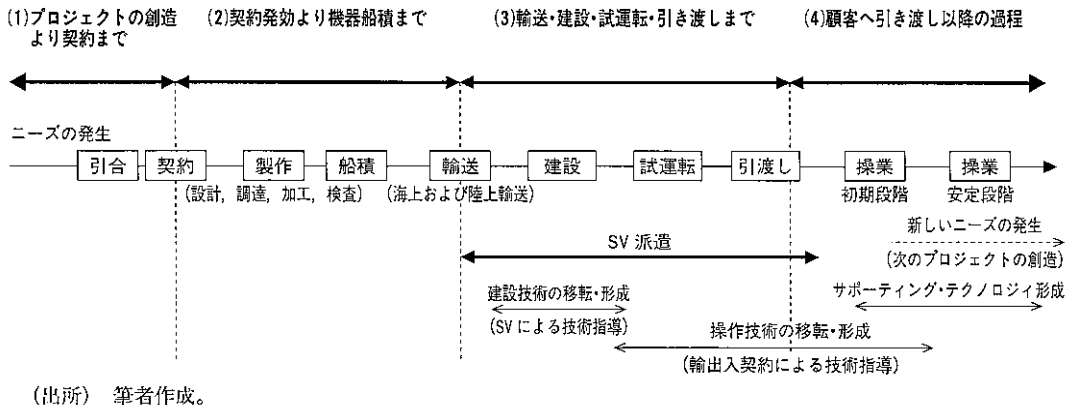 (1)プロジェクトの創造
より契約まで
(2)契約発効より機器船積まで
(3)輸送・建設・試運転・引き渡しまで
(4)顧客へ引き渡し以降の過程
ニーズの発生
引合
契約
製作
船積
輸送
建設
試運転
引渡し
操業
操業
(設計, 調達, 加工, 検査)
(海上および陸上輸送)
初期段階
安定段階
新しいニーズの発生
(次のプロジェクトの創造)
SV 派遣
サポーティング・テクノロジィ形成
建設技術の移転・形成
(SV による技術指導)
操作技術の移転・形成
(輸出入契約による技術指導)
(出所) 筆者作成。